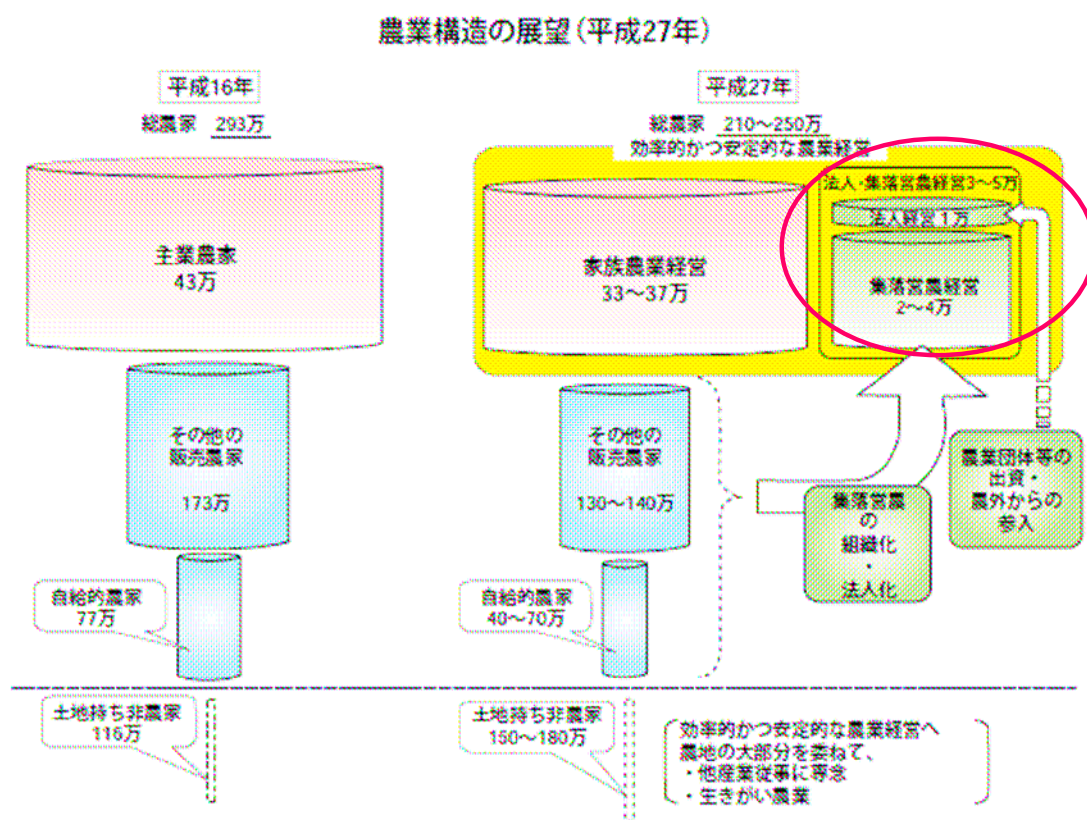 農業構造の展望(平成27年)
平成16年
総農家 293万
主業農家
43万
その他の
販売農家
173万
自給的農家
77万
土地持ち非農家
116万
平成27年
総農家 210～250万
効率的かつ安定的な農業経営
家族農業経営
33～37万
法人・集落営農経営3～5万
法人経営1万
集落営農経営
2～4万
その他の
販売農家
130～140万
自給的農家
40～70万
集落営農
の
組織化
・
法人化
農業団体等の
出資・
農外からの
参入
土地持ち非農家
150～180万
効率的かつ安定的な農業経営へ
農地の大部分を委ねて、
・他産業従事に専念
・生きがい農業